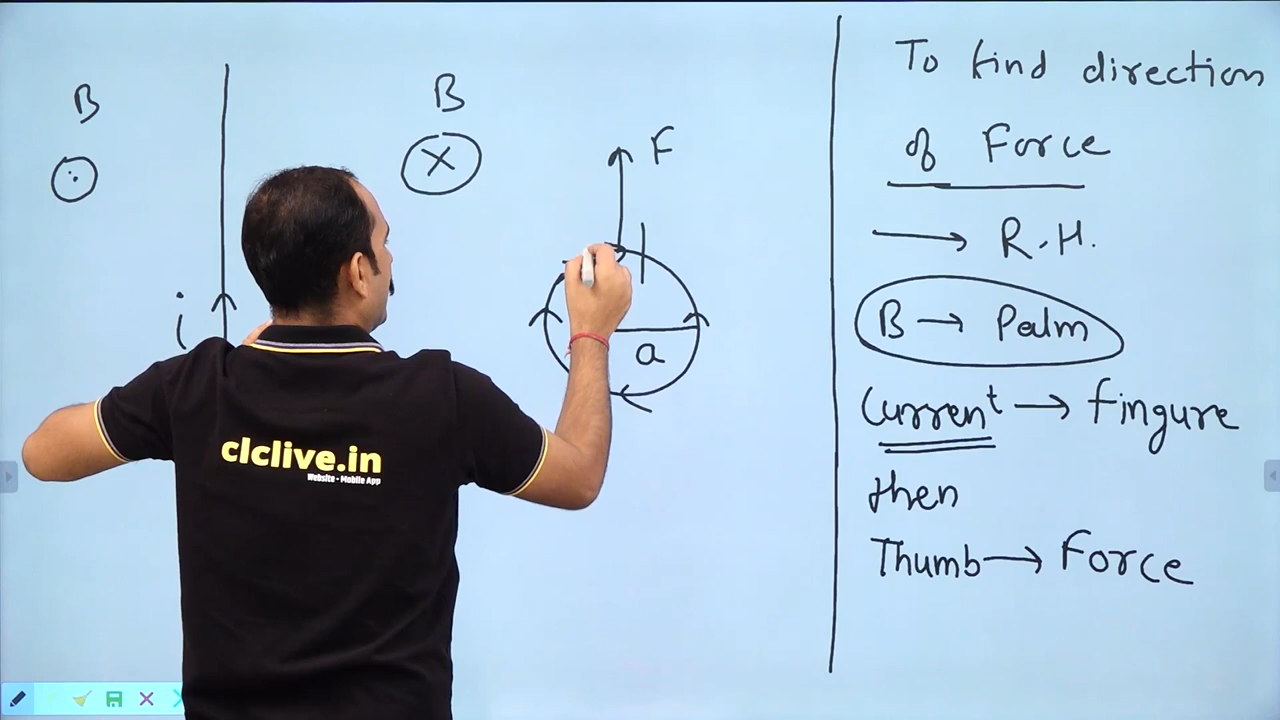 B
B
F
i
a
To find direction
of Force
→ R.H.
B → Palm
Current → fingure
then
Thumb → Force
clclive.in
Website - Mobile App